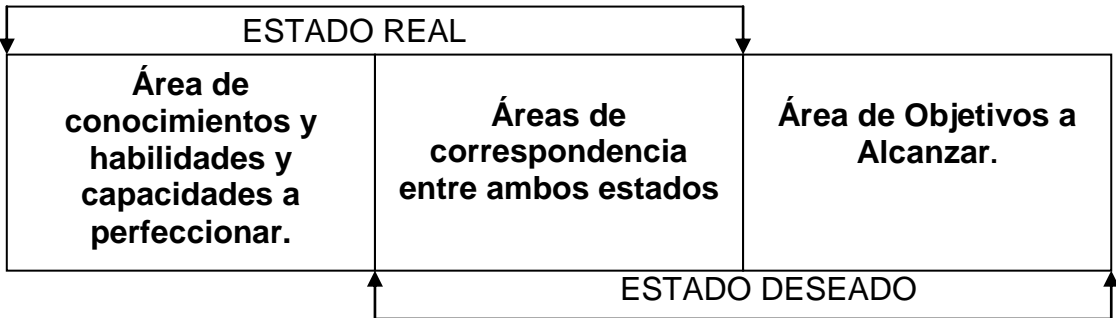 ESTADO REAL
Área de
conocimientos y
habilidades y
capacidades a
perfeccionar.
Áreas de
correspondencia
entre ambos estados
Área de Objetivos a
Alcanzar.
ESTADO DESEADO